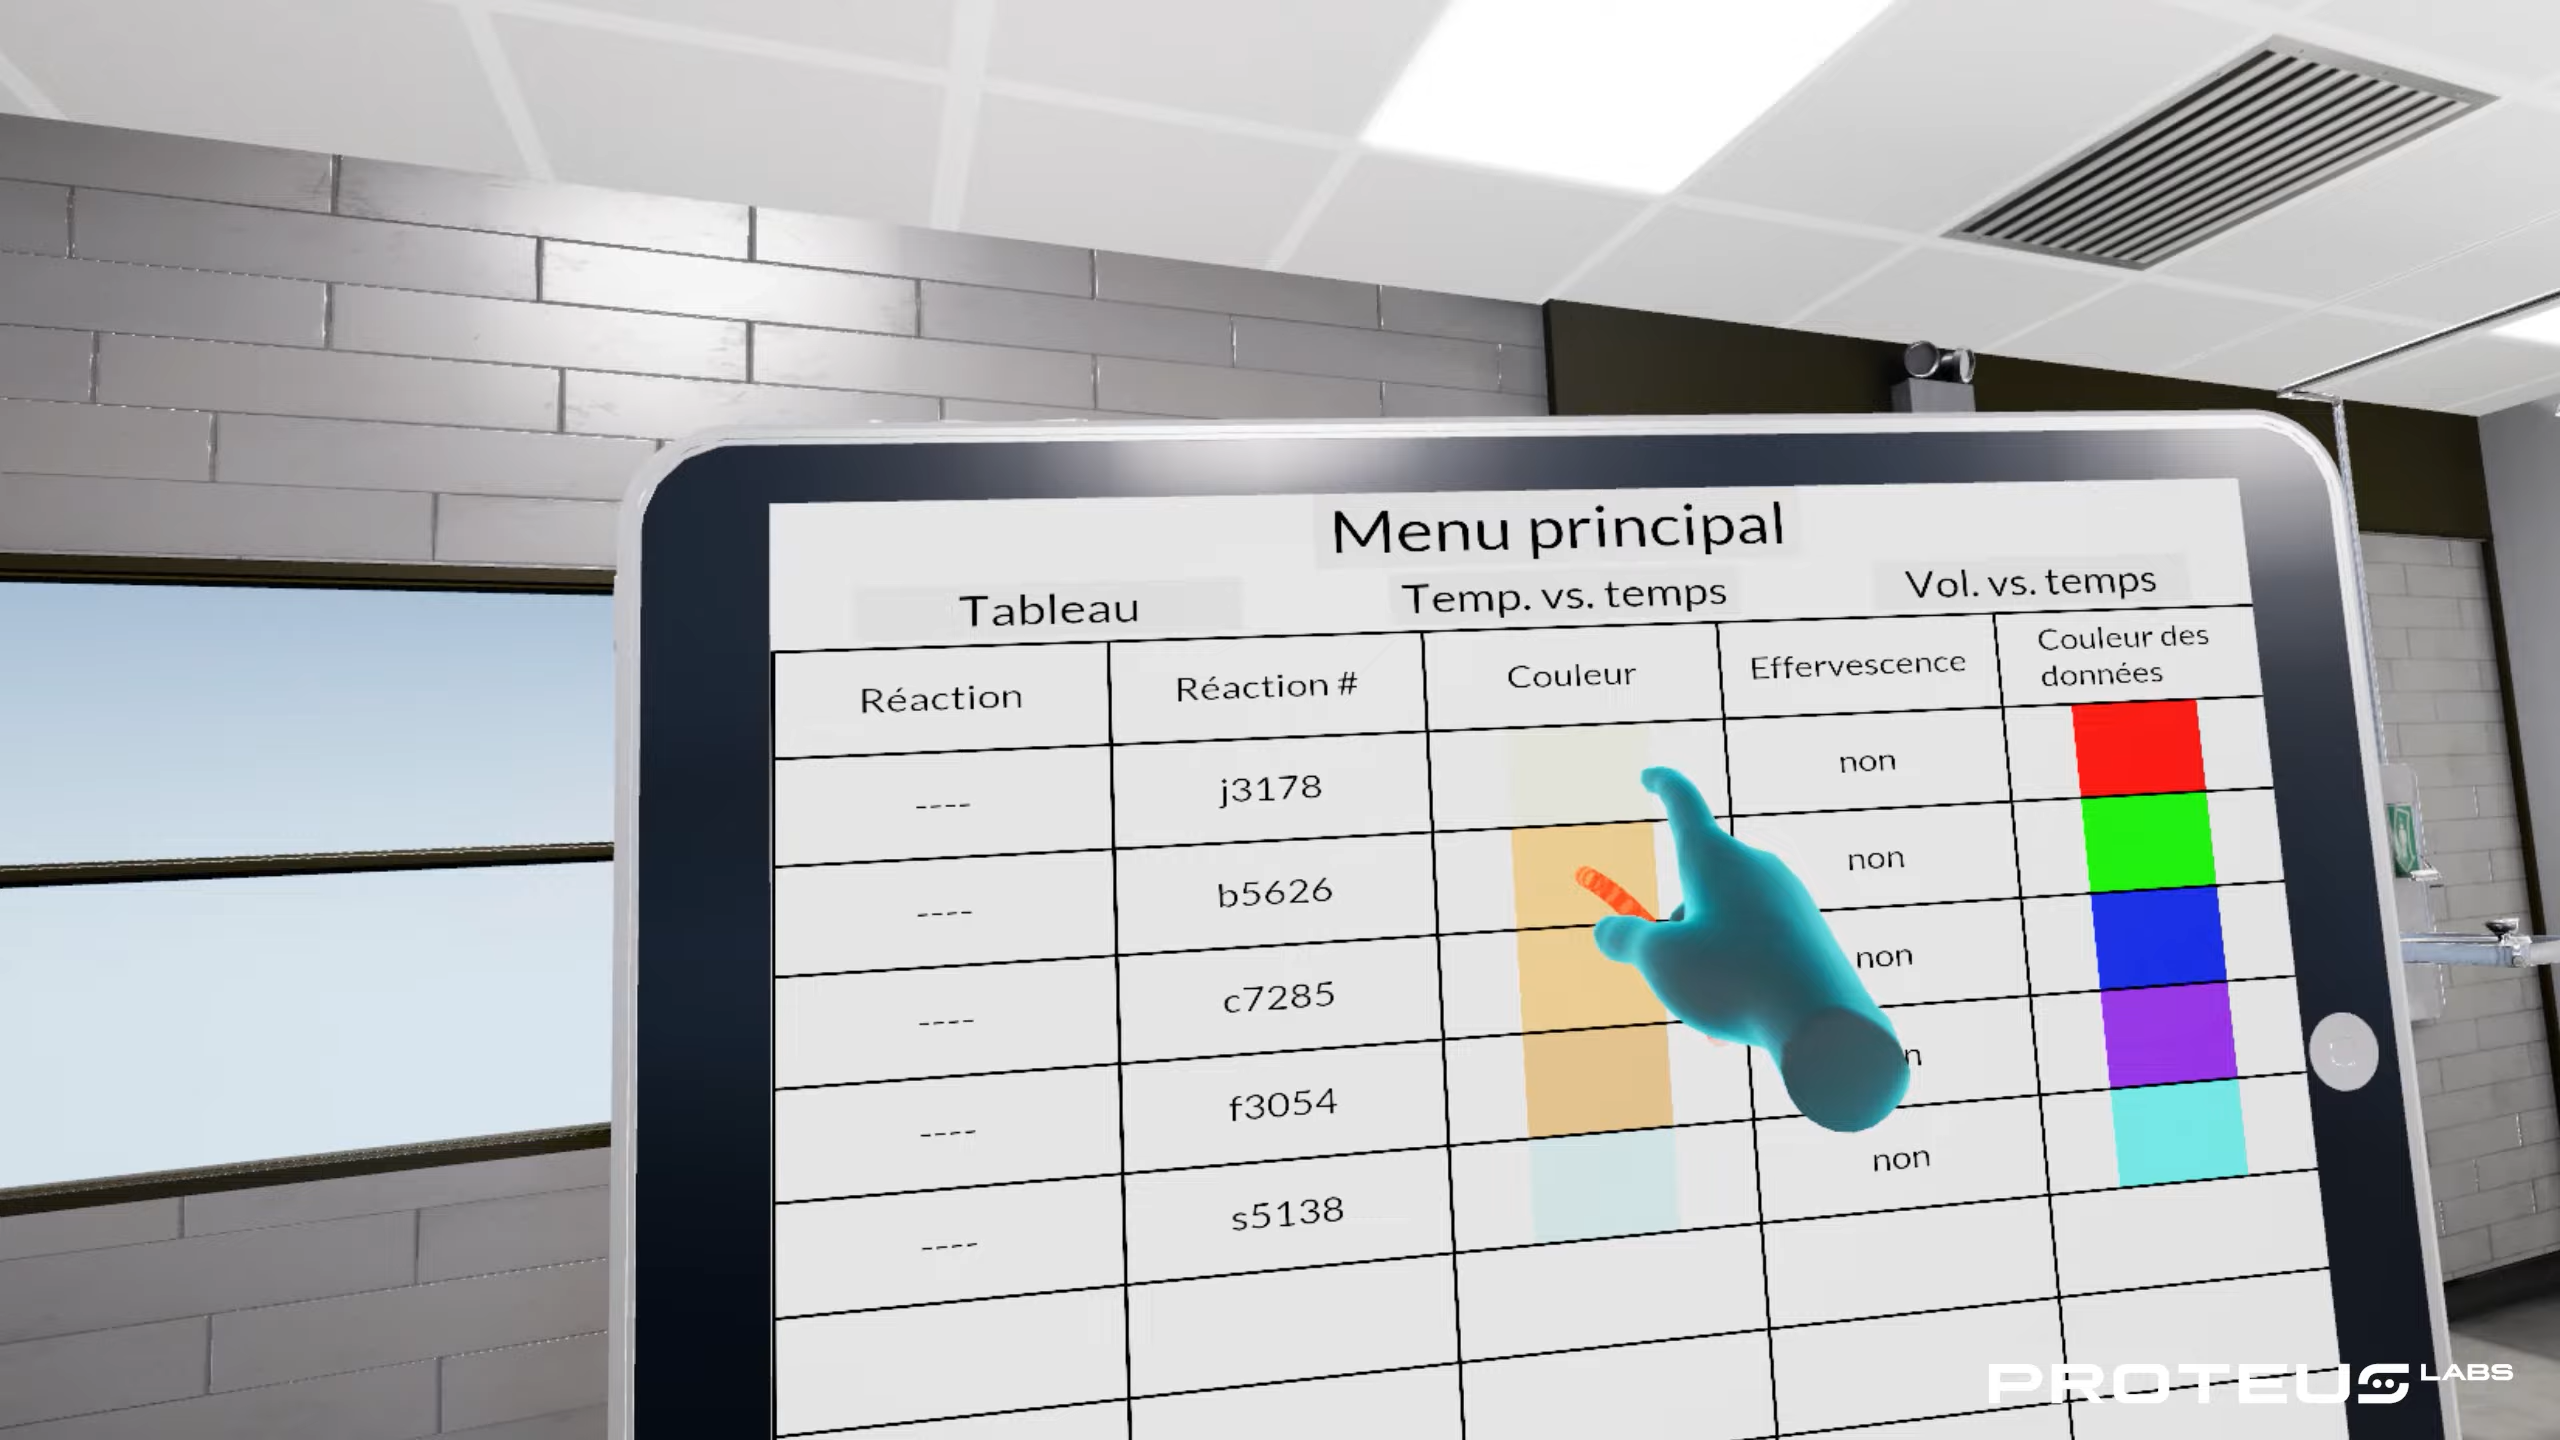 Menu principal
Tableau
Temp. vs. temps
Vol. vs. temps
Réaction
Réaction #
Couleur
Effervescence
Couleur des
données
----
j3178
non
----
b5626
non
----
c7285
non
----
f3054
----
s5138
non
PROTEUS LABS